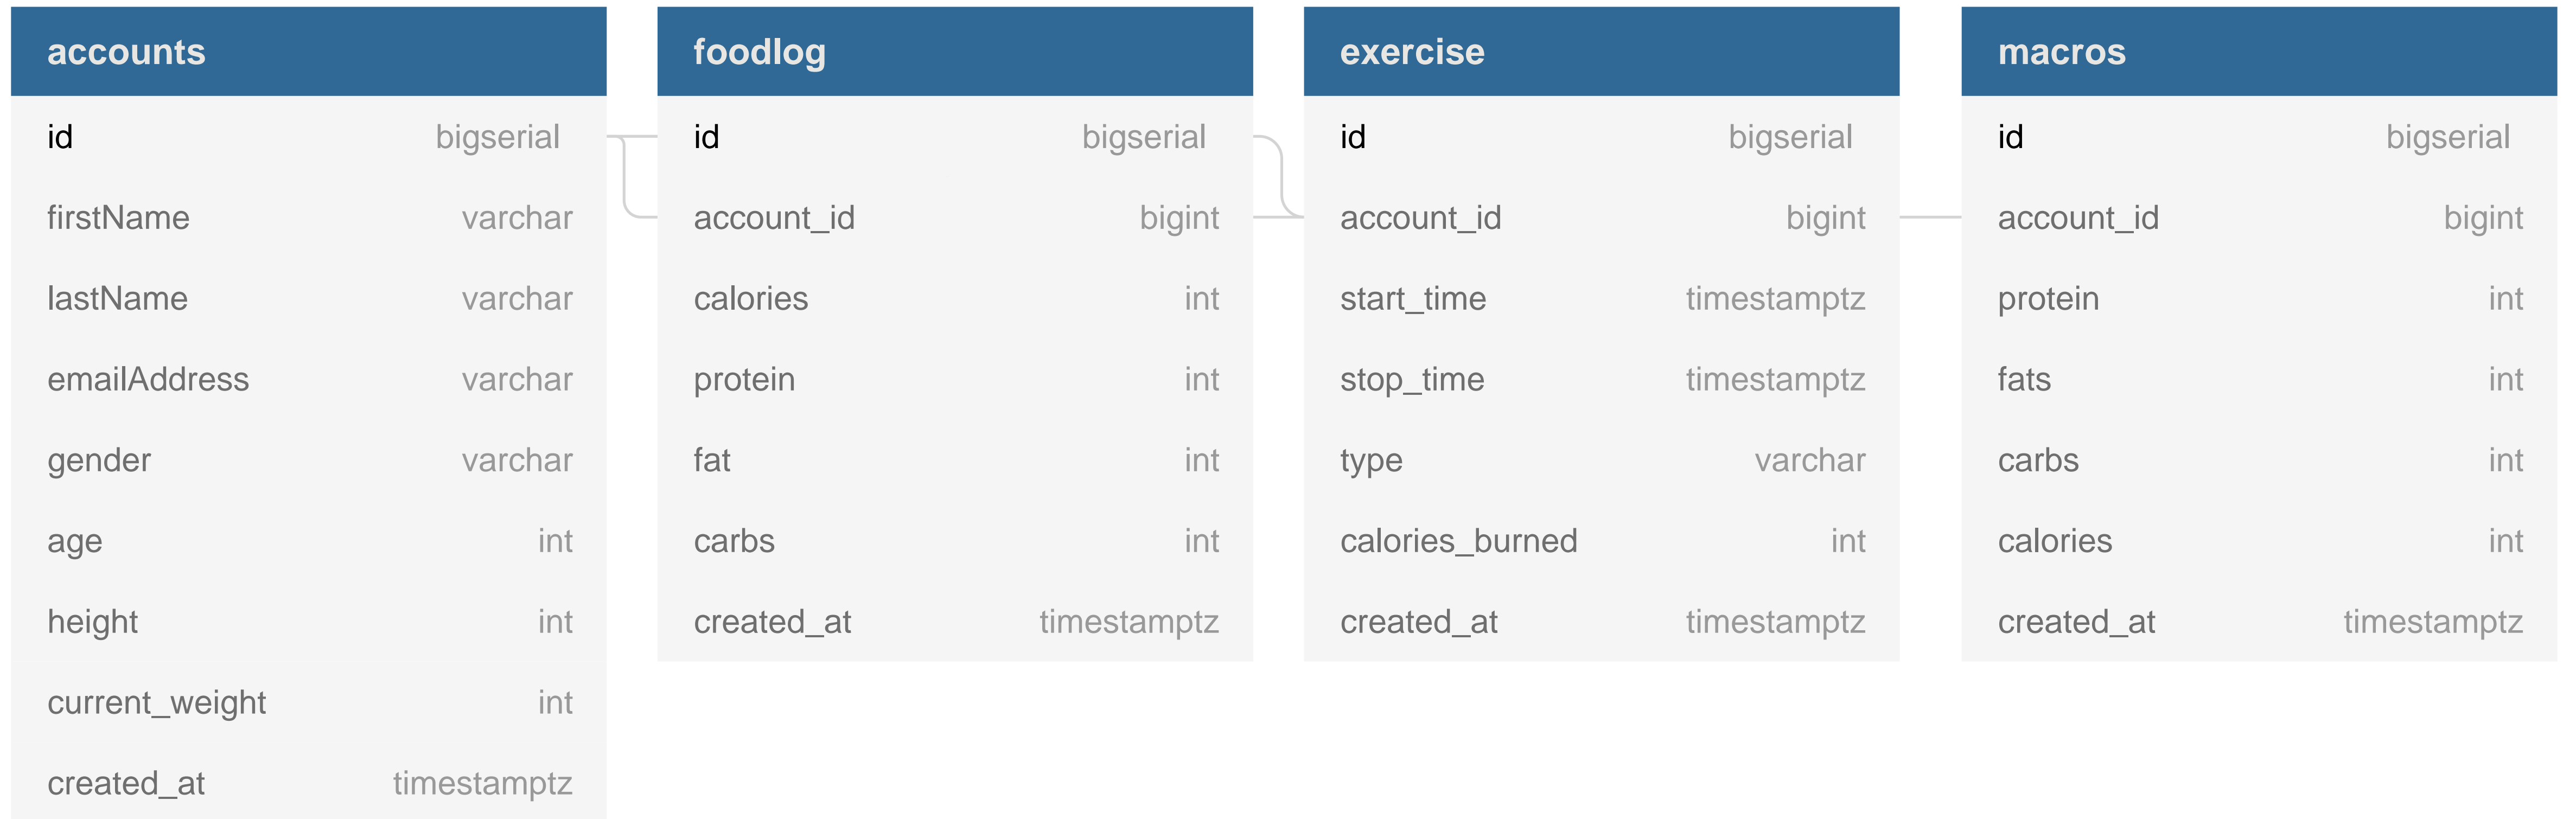 accounts
id bigserial
firstName varchar
lastName varchar
emailAddress varchar
gender varchar
age int
height int
current_weight int
created_at timestamptz
foodlog
id bigserial
account_id bigint
calories int
protein int
fat int
carbs int
created_at timestamptz
exercise
id bigserial
account_id bigint
start_time timestamptz
stop_time timestamptz
type varchar
calories_burned int
created_at timestamptz
macros
id bigserial
account_id bigint
protein int
fats int
carbs int
calories int
created_at timestamptz